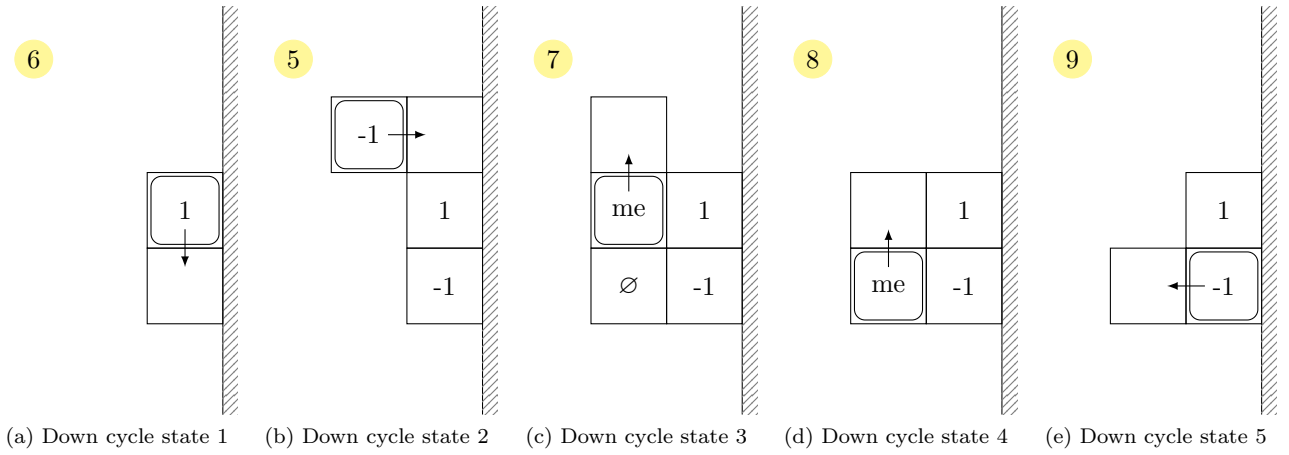 6 5 7 8 9
-1
1 1 me 1 1 1
-1 ∅ -1 me -1 -1
(a) Down cycle state 1 (b) Down cycle state 2 (c) Down cycle state 3 (d) Down cycle state 4 (e) Down cycle state 5